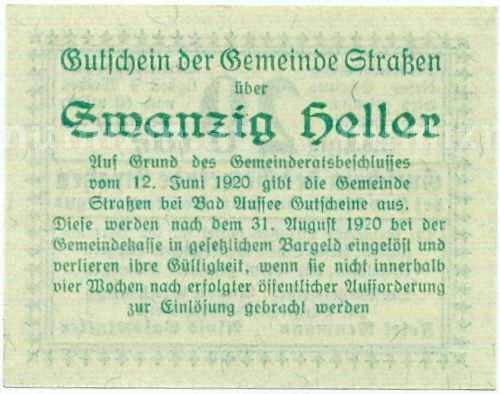 Gutschein der Gemeinde Straßen
über
Zwanzig Heller
Auf Grund des Gemeinderatsbeschlusses
vom 12. Juni 1920 gibt die Gemeinde
Straßen bei Bad Aussee Gutscheine aus.
Diese werden nach dem 31. August 1920 bei der
Gemeindekasse in gesetzlichem Bargeld eingelöst und
verlieren ihre Gülligkeit, wenn sie nicht innerhalb
vier Wochen nach erfolgter öffentlicher Aufforderung
zur Einlösung gebracht werden